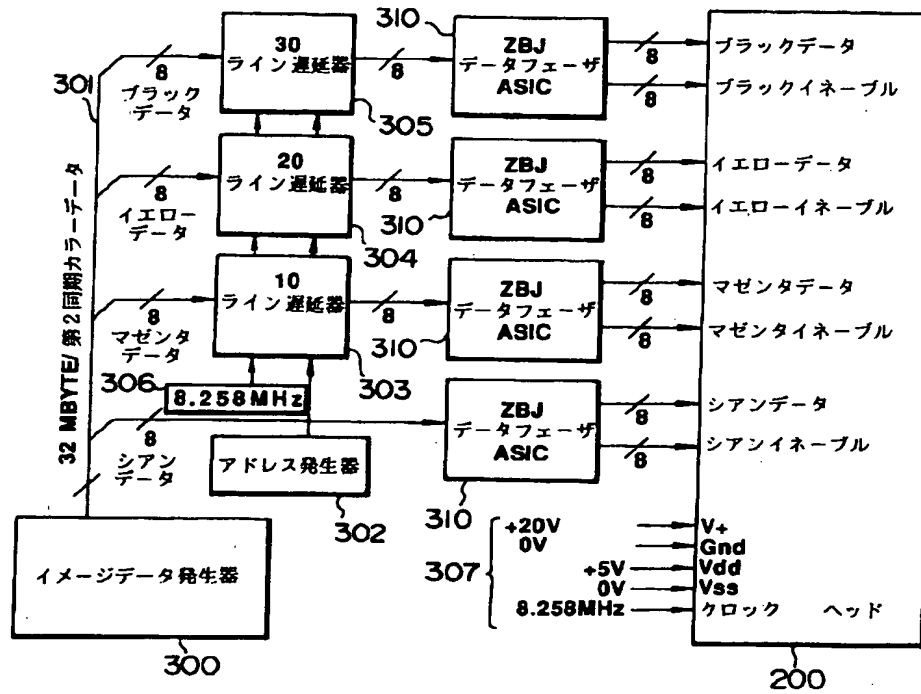 310
30
ライン遅延器
305
ZBJ
データフェーザ
ASIC
8
ブラック
データ
8
8
ブラックデータ
8
ブラックイネーブル
301
20
ライン遅延器
304
ZBJ
データフェーザ
ASIC
310
8
イエロー
データ
8
8
イエローデータ
8
イエローイネーブル
32 MBYTE/第2同期カラーデータ
10
ライン遅延器
303
ZBJ
データフェーザ
ASIC
310
8
マゼンタ
データ
8
8
マゼンタデータ
8
マゼンタイネーブル
306
8.258MHz
8
シアン
データ
アドレス発生器
302
ZBJ
データフェーザ
ASIC
310
8
シアンデータ
8
シアンイネーブル
イメージデータ発生器
300
307
+20V
V+
0V
Gnd
+5V
Vdd
0V
Vss
8.258MHz
クロック ヘッド
200